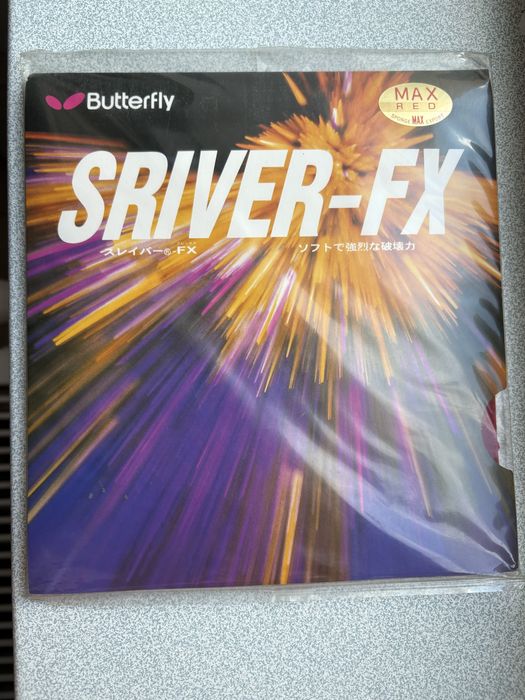 Butterfly
MAX
RED
SPONGE MAX EXPORT
SRIVER-FX
スレイバー®-FX
ソフトで強烈な破壊力